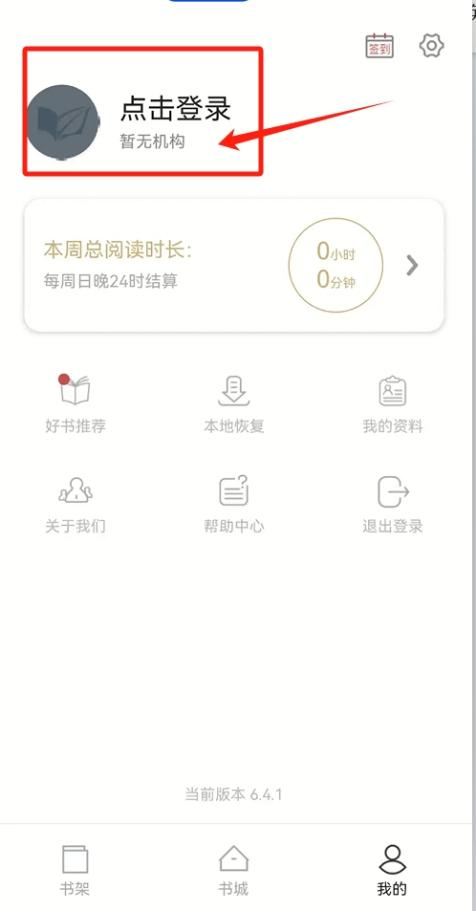 签到
点击登录
暂无机构
本周总阅读时长:
每周日晚24时结算
0小时
0分钟
好书推荐
本地恢复
我的资料
关于我们
帮助中心
退出登录
当前版本 6.4.1
书架
书城
我的